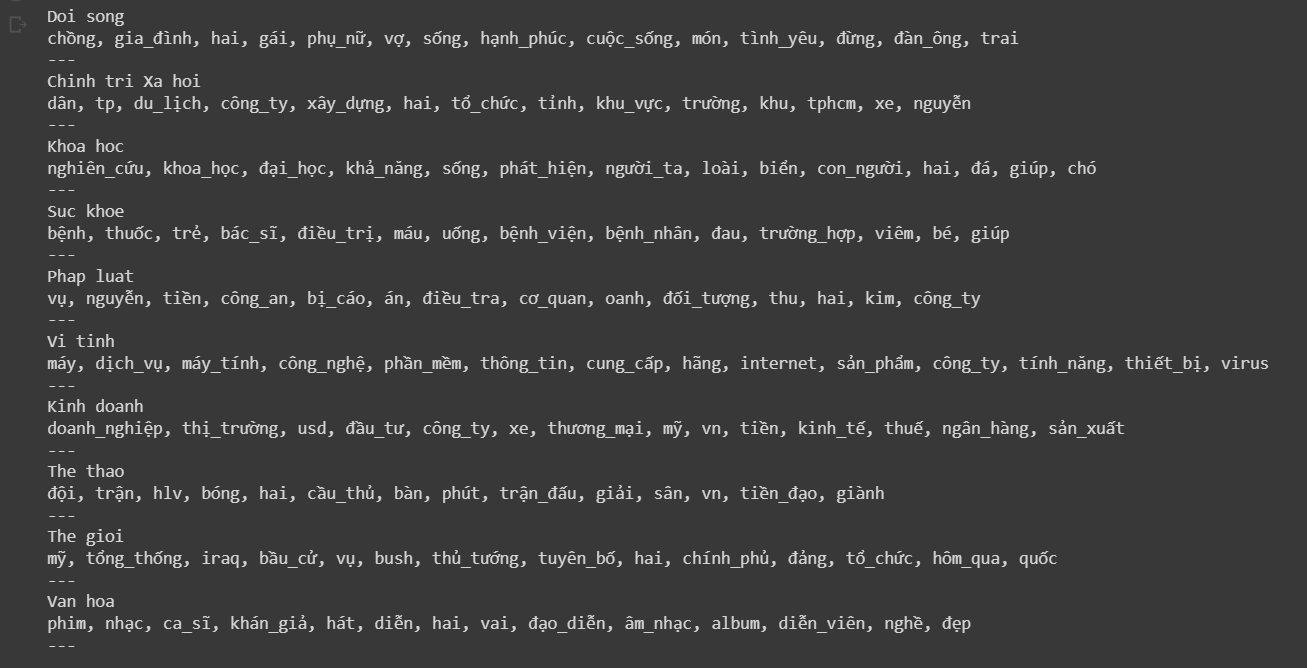 Doi song
chồng, gia_đình, hai, gái, phụ_nữ, vợ, sống, hạnh_phúc, cuộc_sống, món, tình_yêu, đừng, đàn_ông, trai
---
Chinh tri Xa hoi
dân, tp, du_lịch, công_ty, xây_dựng, hai, tổ_chức, tỉnh, khu_vực, trường, khu, tphcm, xe, nguyễn
---
Khoa hoc
nghiên_cứu, khoa_học, đại_học, khả_năng, sống, phát_hiện, người_ta, loài, biển, con_người, hai, đá, giúp, chó
---
Suc khoe
bệnh, thuốc, trẻ, bác_sĩ, điều_trị, máu, uống, bệnh_viện, bệnh_nhân, đau, trường_hợp, viêm, bé, giúp
---
Phap luat
vụ, nguyễn, tiền, công_an, bị_cáo, án, điều_tra, cơ_quan, oanh, đối_tượng, thu, hai, kim, công_ty
---
Vi tinh
máy, dịch_vụ, máy_tính, công_nghệ, phần_mềm, thông_tin, cung_cấp, hãng, internet, sản_phẩm, công_ty, tính_năng, thiết_bị, virus
---
Kinh doanh
doanh_nghiệp, thị_trường, usd, đầu_tư, công_ty, xe, thương_mại, mỹ, vn, tiền, kinh_tế, thuế, ngân_hàng, sản_xuất
---
The thao
đội, trận, hlv, bóng, hai, cầu_thủ, bàn, phút, trận_đấu, giải, sân, vn, tiền_đạo, giành
---
The gioi
mỹ, tổng_thống, iraq, bầu_cử, vụ, bush, thủ_tướng, tuyên_bố, hai, chính_phủ, đảng, tổ_chức, hôm_qua, quốc
---
Van hoa
phim, nhạc, ca_sĩ, khán_giả, hát, diễn, hai, vai, đạo_diễn, âm_nhạc, album, diễn_viên, nghề, đẹp
---